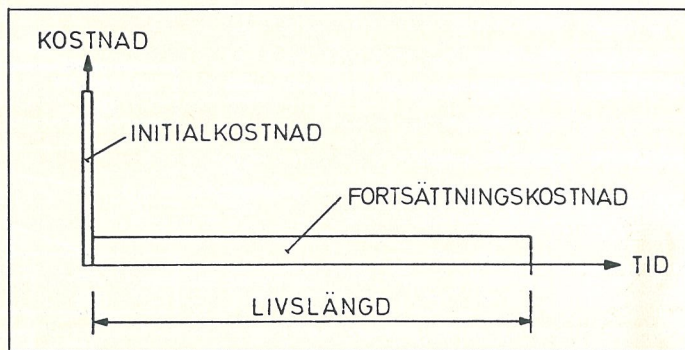 KOSTNAD
INITIALKOSTNAD
FORTSÄTTNINGSKOSTNAD
TID
LIVSLÄNGD